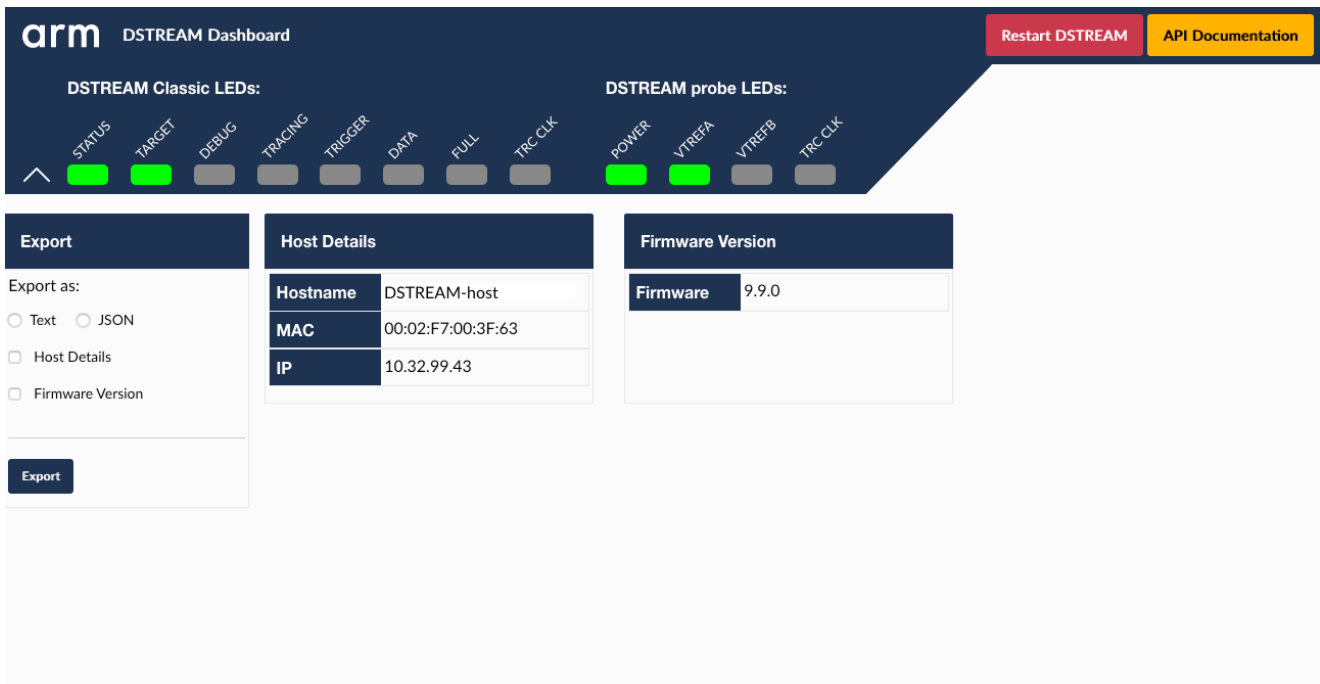 arm DSTREAM Dashboard Restart DSTREAM API Documentation
DSTREAM Classic LEDs: DSTREAM probe LEDs:
STATUS TARGET DEBUG TRACING TRIGGER DATA FULL TRC CLK POWER VTREFA VTREFB TRC CLK
Export
Export as:
Text JSON
Host Details
Firmware Version
Export
Host Details
Hostname DSTREAM-host
MAC 00:02:F7:00:3F:63
IP 10.32.99.43
Firmware Version
Firmware 9.9.0